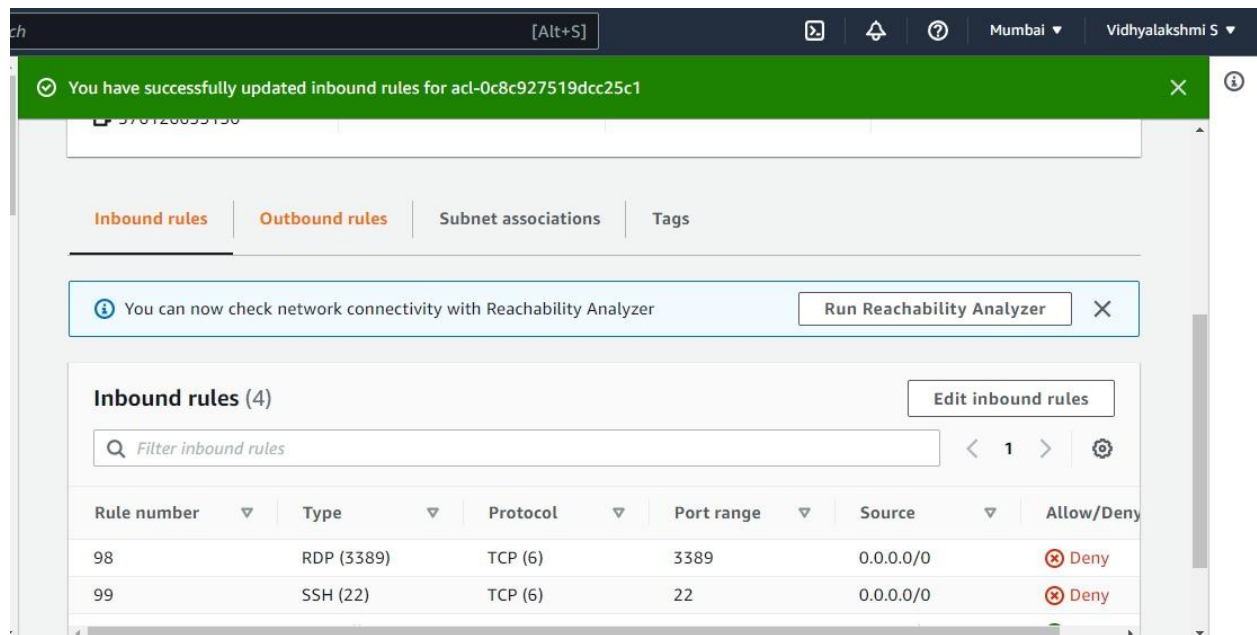 ch [Alt+S] Mumbai ▼ Vidhyalakshmi S ▼
You have successfully updated inbound rules for acl-0c8c927519dcc25c1
Inbound rules Outbound rules Subnet associations Tags
You can now check network connectivity with Reachability Analyzer Run Reachability Analyzer
Inbound rules (4) Edit inbound rules
Filter inbound rules 1
Rule number Type Protocol Port range Source Allow/Deny
98 RDP (3389) TCP (6) 3389 0.0.0.0/0 Deny
99 SSH (22) TCP (6) 22 0.0.0.0/0 Deny